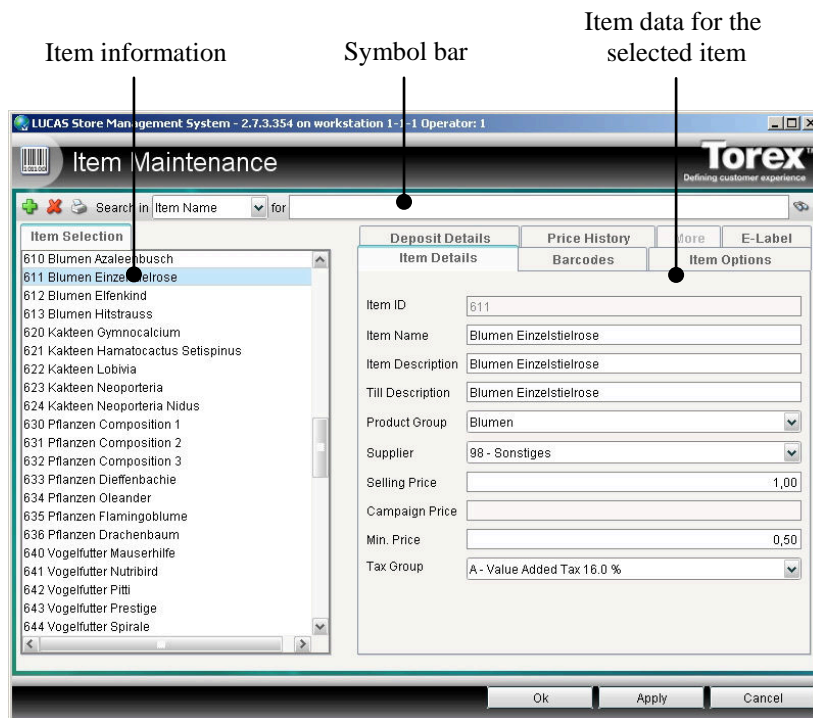 Item information
Symbol bar
Item data for the
selected item
LUCAS Store Management System - 2.7.3.354 on workstation 1-1-1 Operator: 1
Item Maintenance
Torex
Defining customer experience
Search in Item Name for
Item Selection
610 Blumen Azaleenbusch
611 Blumen Einzelstielrose
612 Blumen Elfenkind
613 Blumen Hitstrauss
620 Kakteen Gymnocalcium
621 Kakteen Hamatocactus Setispinus
622 Kakteen Lobivia
623 Kakteen Neoporteria
624 Kakteen Neoporteria Nidus
630 Pflanzen Composition 1
631 Pflanzen Composition 2
632 Pflanzen Composition 3
633 Pflanzen Dieffenbachie
634 Pflanzen Oleander
635 Pflanzen Flamingoblume
636 Pflanzen Drachenbaum
640 Vogelfutter Mauserhilfe
641 Vogelfutter Nutribird
642 Vogelfutter Pitti
643 Vogelfutter Prestige
644 Vogelfutter Spirale
Deposit Details Price History More E-Label
Item Details Barcodes Item Options
Item ID 611
Item Name Blumen Einzelstielrose
Item Description Blumen Einzelstielrose
Till Description Blumen Einzelstielrose
Product Group Blumen
Supplier 98 - Sonstiges
Selling Price 1,00
Campaign Price
Min. Price 0,50
Tax Group A - Value Added Tax 16.0 %
Ok Apply Cancel